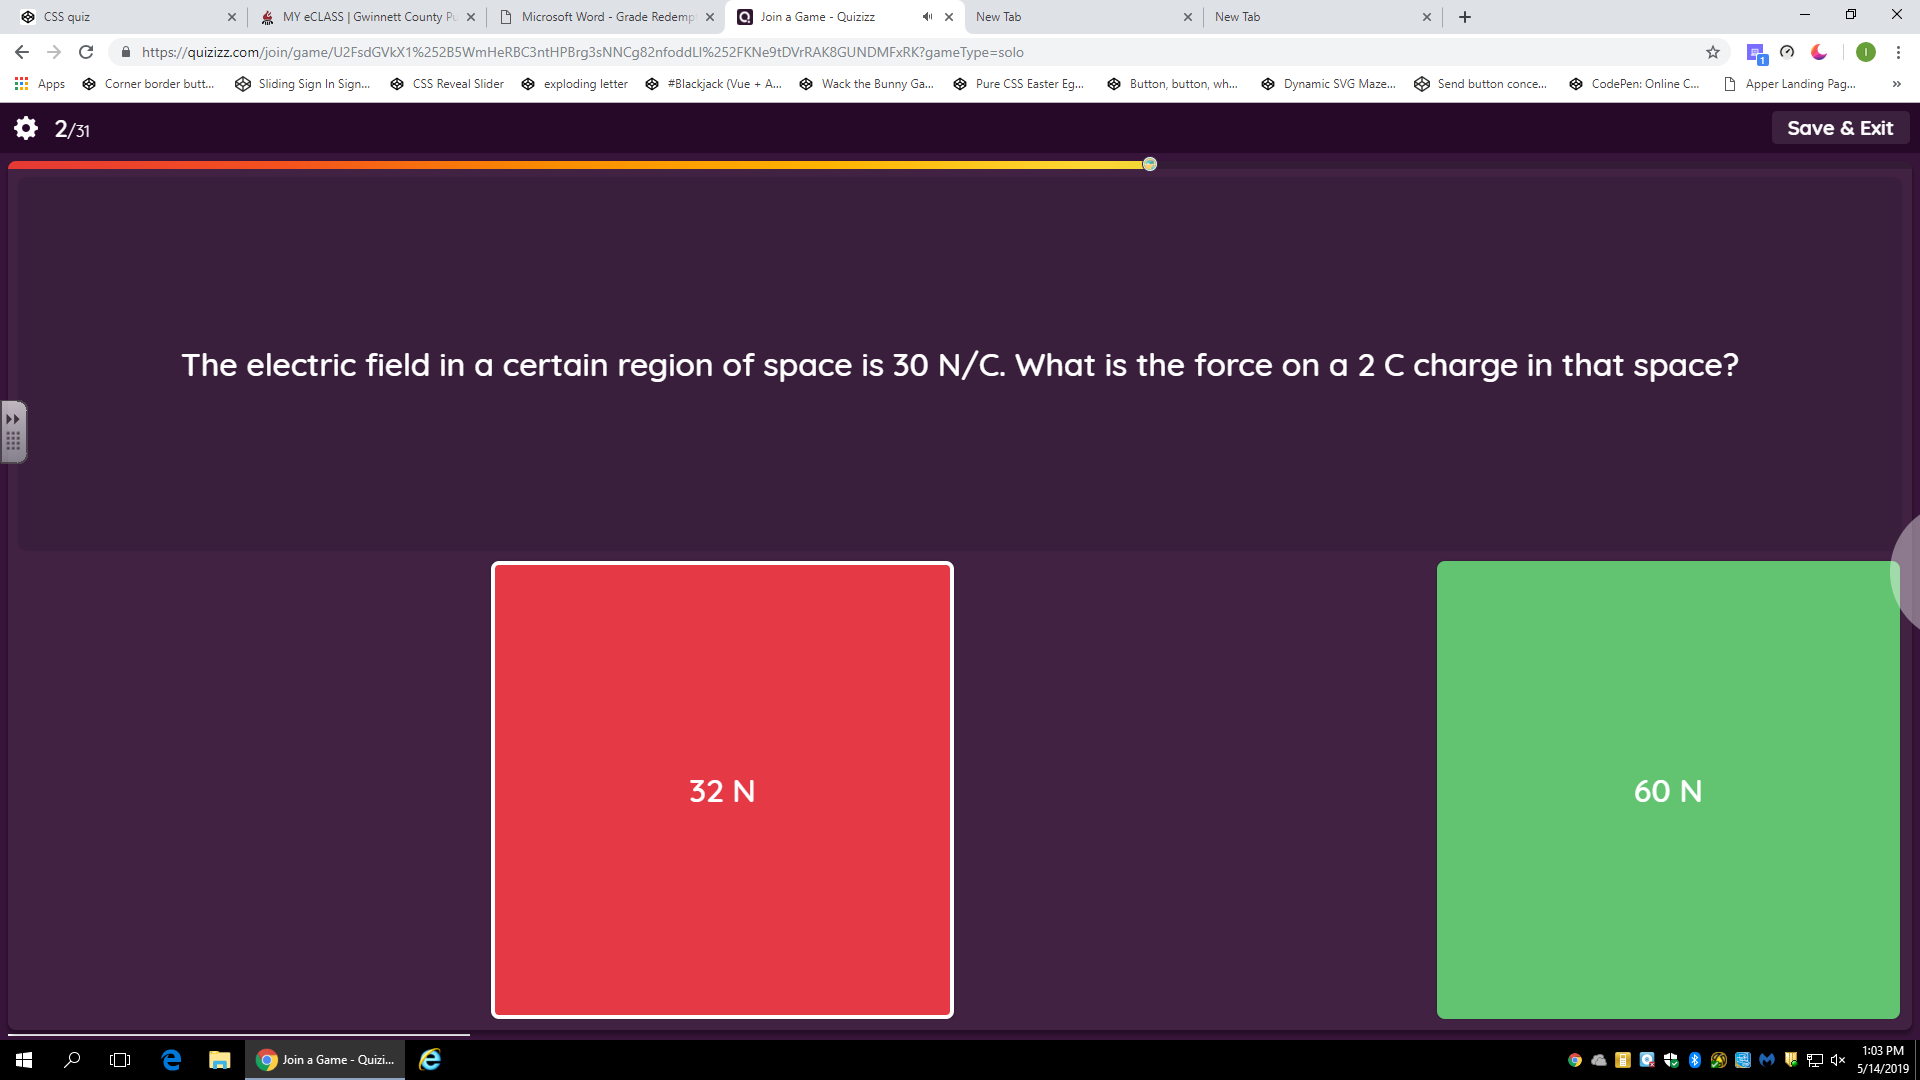 CSS quiz
MY eCLASS | Gwinnett County Pu
Microsoft Word - Grade Redemp
Join a Game - Quizizz
New Tab
New Tab
https://quizizz.com/join/game/U2FsdGVkX1%252B5WmHeRBC3ntHPBrg3sNNCg82nfoddLl%252FKNe9tDVrRAK8GUNDMFxRK?gameType=solo
1
I
Apps
Corner border butt...
Sliding Sign In Sign...
CSS Reveal Slider
exploding letter
#Blackjack (Vue + A...
Wack the Bunny Ga...
Pure CSS Easter Eg...
Button, button, wh...
Dynamic SVG Maze...
Send button conce...
CodePen: Online C...
Apper Landing Pag...
2/31
Save & Exit
The electric field in a certain region of space is 30 N/C. What is the force on a 2 C charge in that space?
32 N
60 N
Join a Game - Quizi...
1:03 PM
5/14/2019